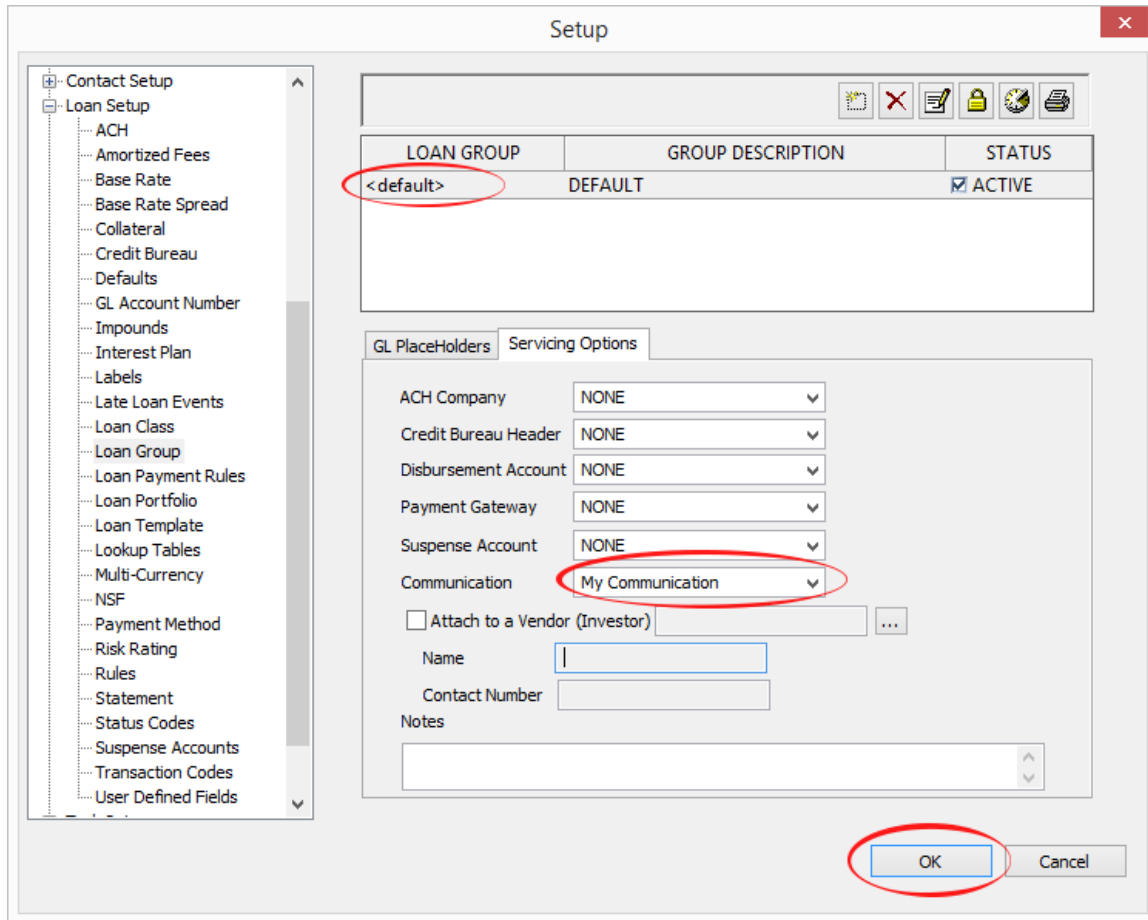 Setup
Contact Setup
Loan Setup
ACH
Amortized Fees
Base Rate
Base Rate Spread
Collateral
Credit Bureau
Defaults
GL Account Number
Impounds
Interest Plan
Labels
Late Loan Events
Loan Class
Loan Group
Loan Payment Rules
Loan Portfolio
Loan Template
Lookup Tables
Multi-Currency
NSF
Payment Method
Risk Rating
Rules
Statement
Status Codes
Suspense Accounts
Transaction Codes
User Defined Fields
LOAN GROUP GROUP DESCRIPTION STATUS
<default> DEFAULT ACTIVE
GL PlaceHolders Servicing Options
ACH Company NONE
Credit Bureau Header NONE
Disbursement Account NONE
Payment Gateway NONE
Suspense Account NONE
Communication My Communication
Attach to a Vendor (Investor) ...
Name
Contact Number
Notes
OK Cancel